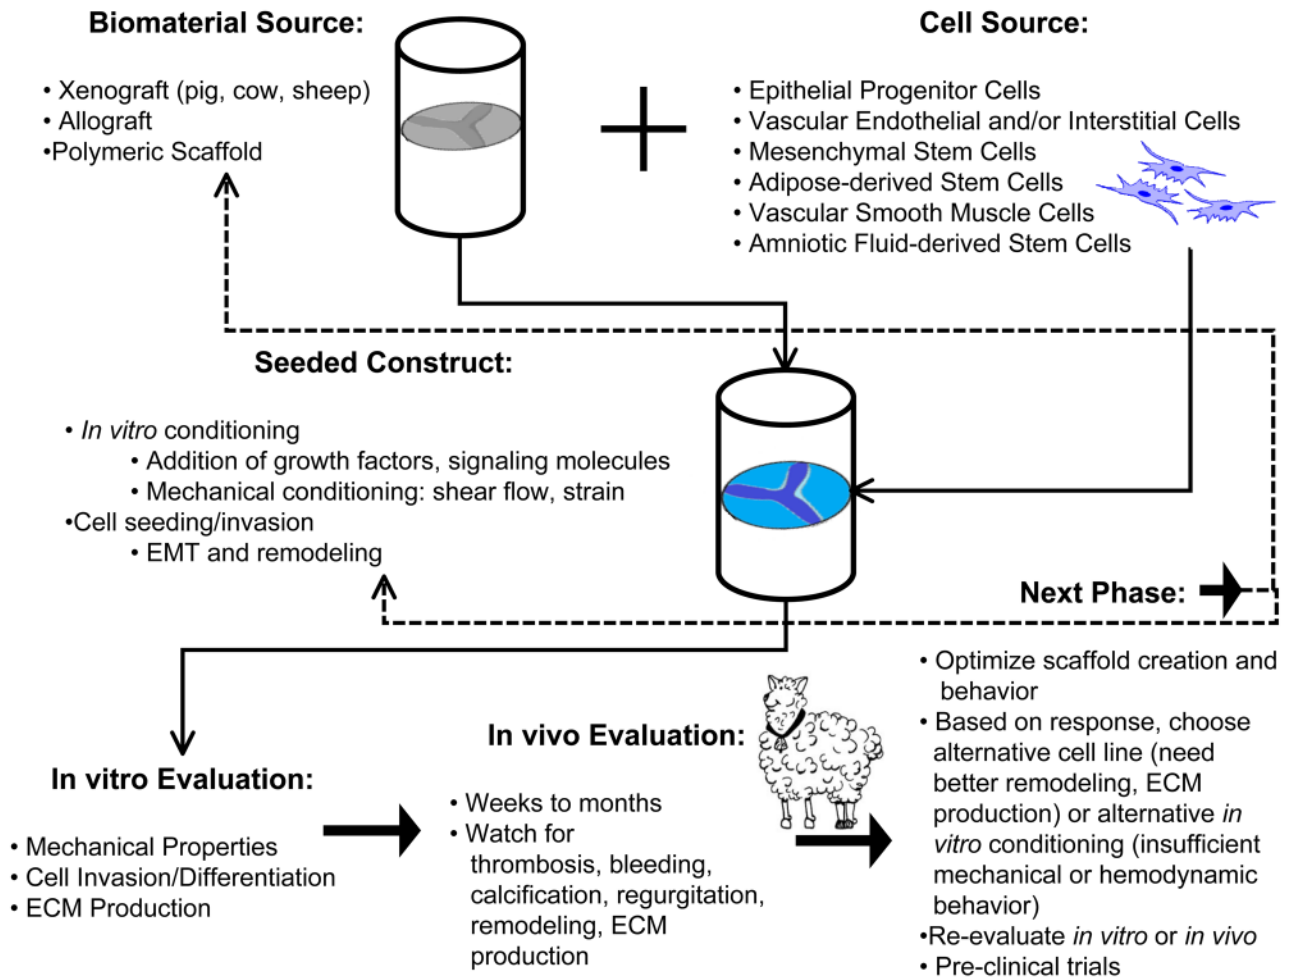 Biomaterial Source:
• Xenograft (pig, cow, sheep)
• Allograft
•Polymeric Scaffold
Cell Source:
• Epithelial Progenitor Cells
• Vascular Endothelial and/or Interstitial Cells
• Mesenchymal Stem Cells
• Adipose-derived Stem Cells
• Vascular Smooth Muscle Cells
• Amniotic Fluid-derived Stem Cells
Seeded Construct:
• In vitro conditioning
• Addition of growth factors, signaling molecules
• Mechanical conditioning: shear flow, strain
•Cell seeding/invasion
• EMT and remodeling
In vitro Evaluation:
• Mechanical Properties
• Cell Invasion/Differentiation
• ECM Production
In vivo Evaluation:
• Weeks to months
• Watch for
thrombosis, bleeding,
calcification, regurgitation,
remodeling, ECM
production
Next Phase:
• Optimize scaffold creation and
behavior
• Based on response, choose
alternative cell line (need
better remodeling, ECM
production) or alternative in
vitro conditioning (insufficient
mechanical or hemodynamic
behavior)
•Re-evaluate in vitro or in vivo
• Pre-clinical trials